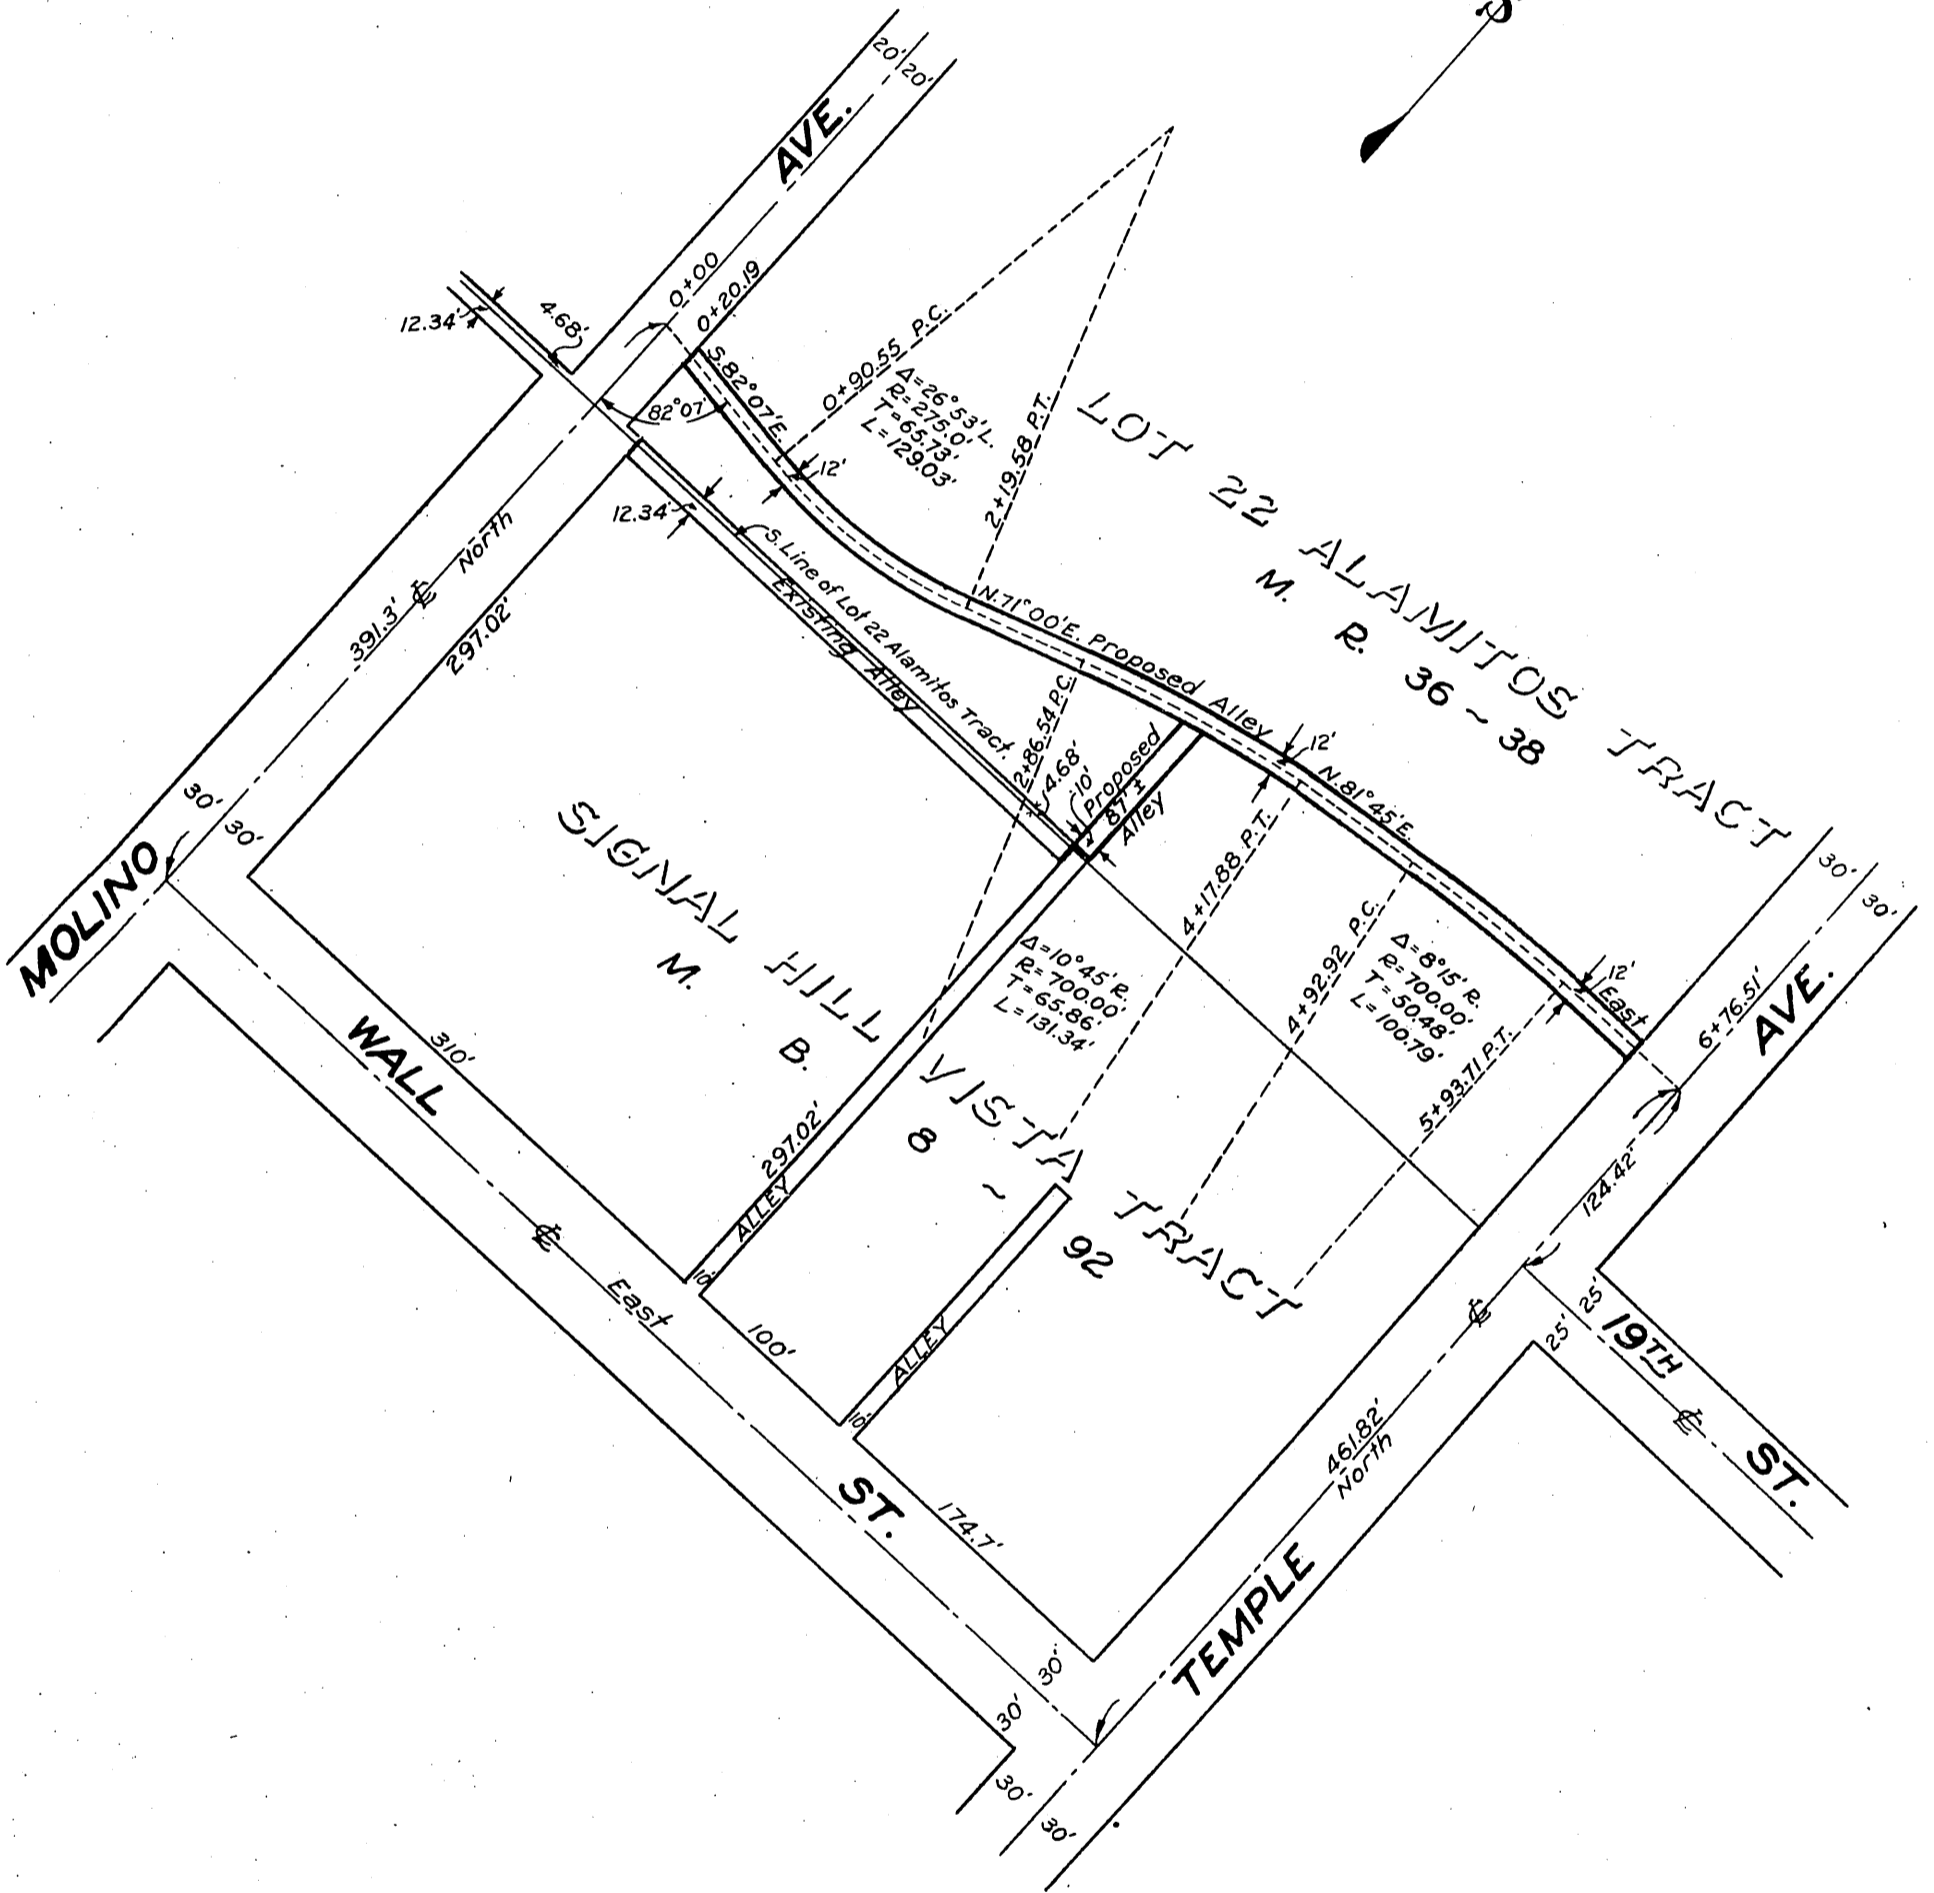 S
20'
20'
MOLINO
AVE.
0+00
0+20.19
12.34'
4.68'
82°07'
S.82°07'E.
0+90.55 P.C.
Δ=26°53'L.
R=275.0'
T=65.73'
L=129.03'
12'
2+19.58 P.T.
LOT 22 ALAMITOS TRACT
M. R. 36~38
12.34'
S. Line of Lot 22 Alamitos Tract.
Existing Alley
N.71°00'E. Proposed Alley
2+86.54 P.C.
4.68'
10'
Proposed
87'±
Alley
12'
N.81°45'E.
4+17.88 P.T.
391.3'
North
297.02'
30'
30'
SIGNAL HILL VISTA TRACT
M. B. 8 ~ 92
Δ=10°45'R.
R=700.00'
T=65.86'
L=131.34'
4+92.92 P.C.
Δ=8°15'R.
R=700.00'
T=50.48'
L=100.79'
5+93.71 P.T.
12'
East
30'
30'
6+76.51'
TEMPLE
AVE.
124.42'
WALL
ST.
310'
East
297.02'
ALLEY
10'
100'
ALLEY
10'
174.7'
25'
25'
19TH
ST.
461.82'
North
30'
30'
30'
30'